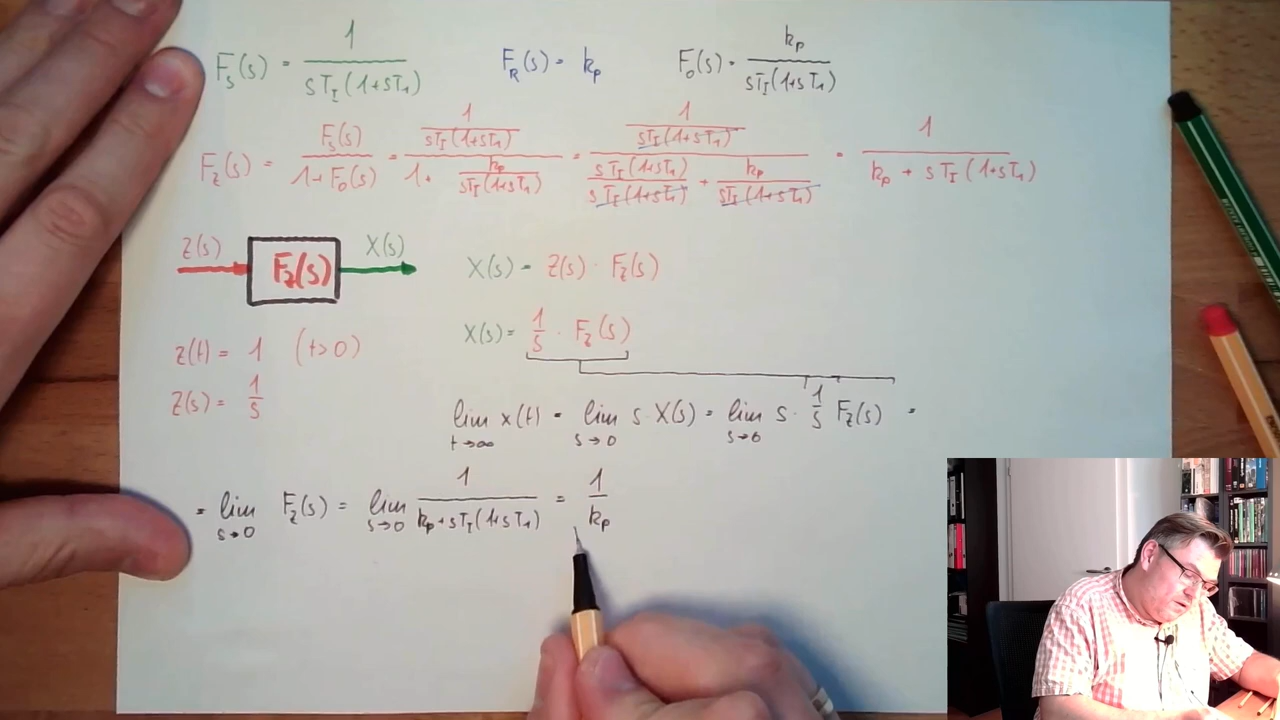 F_S(s) = 1 / (sT_I(1+sT_1)) F_R(s) = k_p F_o(s) = k_p / (sT_I(1+sT_1))
F_z(s) = F_s(s) / (1+F_o(s)) = (1 / (sT_I(1+sT_1))) / (1 + k_p / (sT_I(1+sT_1))) = (1 / (sT_I(1+sT_1))) / (sT_I(1+sT_1) / (sT_I(1+sT_1)) + k_p / (sT_I(1+sT_1))) = 1 / (k_p + sT_I(1+sT_1))
Z(s) F_z(s) X(s) X(s) = Z(s) · F_z(s)
z(t) = 1 (t>0) X(s) = 1/s · F_z(s)
Z(s) = 1/s
lim t→∞ x(t) = lim s→0 s·X(s) = lim s→0 s · 1/s F_z(s) =
= lim s→0 F_z(s) = lim s→0 1 / (k_p+sT_I(1+sT_1)) = 1/k_p